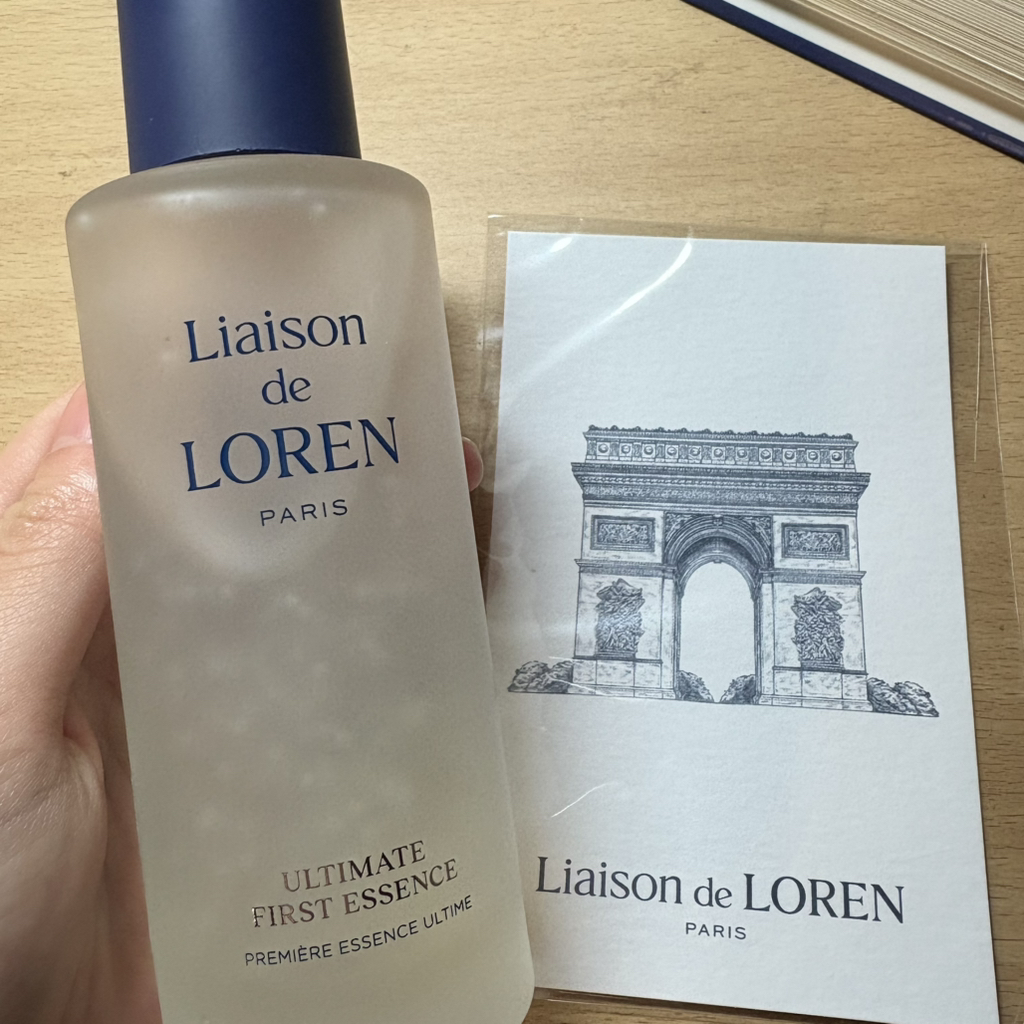 Liaison
de
LOREN
PARIS
ULTIMATE
FIRST ESSENCE
PREMIÈRE ESSENCE ULTIME
Liaison de LOREN
PARIS